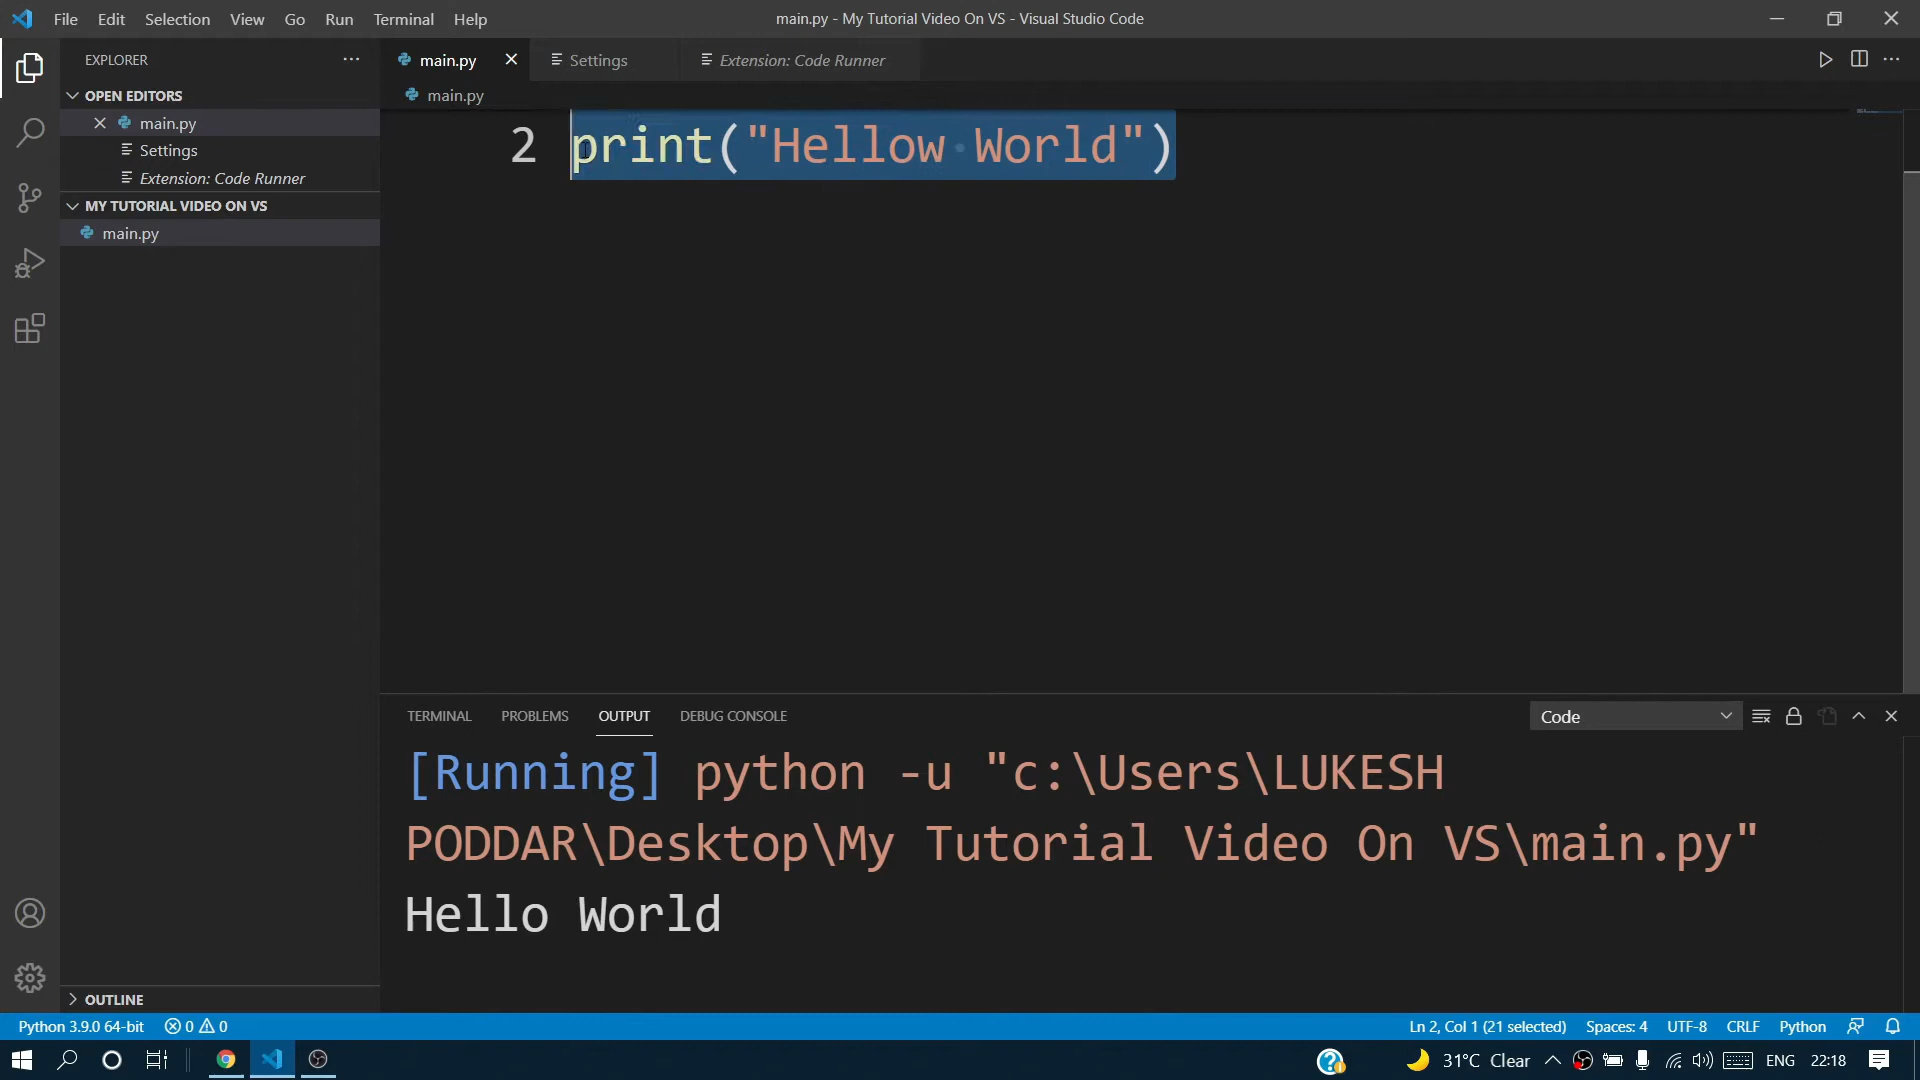 File Edit Selection View Go Run Terminal Help
main.py - My Tutorial Video On VS - Visual Studio Code
EXPLORER
OPEN EDITORS
main.py
Settings
Extension: Code Runner
MY TUTORIAL VIDEO ON VS
main.py
OUTLINE
main.py
Settings
Extension: Code Runner
main.py
2 print("Hellow World")
TERMINAL PROBLEMS OUTPUT DEBUG CONSOLE
Code
[Running] python -u "c:\Users\LUKESH
PODDAR\Desktop\My Tutorial Video On VS\main.py"
Hello World
Python 3.9.0 64-bit 0 0
Ln 2, Col 1 (21 selected) Spaces: 4 UTF-8 CRLF Python
31°C Clear ENG 22:18